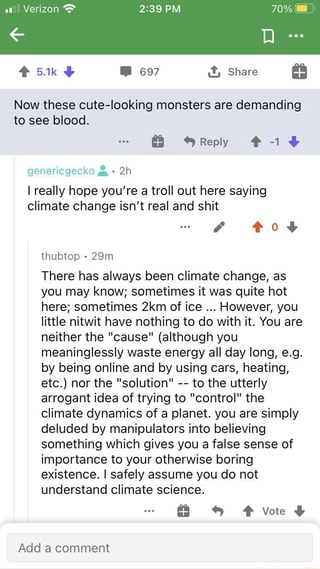 Verizon 2:39 PM 70%
5.1k 697 Share
Now these cute-looking monsters are demanding
to see blood.
... Reply -1
genericgecko • 2h
I really hope you're a troll out here saying
climate change isn't real and shit
... 0
thubtop • 29m
There has always been climate change, as
you may know; sometimes it was quite hot
here; sometimes 2km of ice ... However, you
little nitwit have nothing to do with it. You are
neither the "cause" (although you
meaninglessly waste energy all day long, e.g.
by being online and by using cars, heating,
etc.) nor the "solution" -- to the utterly
arrogant idea of trying to "control" the
climate dynamics of a planet. you are simply
deluded by manipulators into believing
something which gives you a false sense of
importance to your otherwise boring
existence. I safely assume you do not
understand climate science.
... Vote
Add a comment